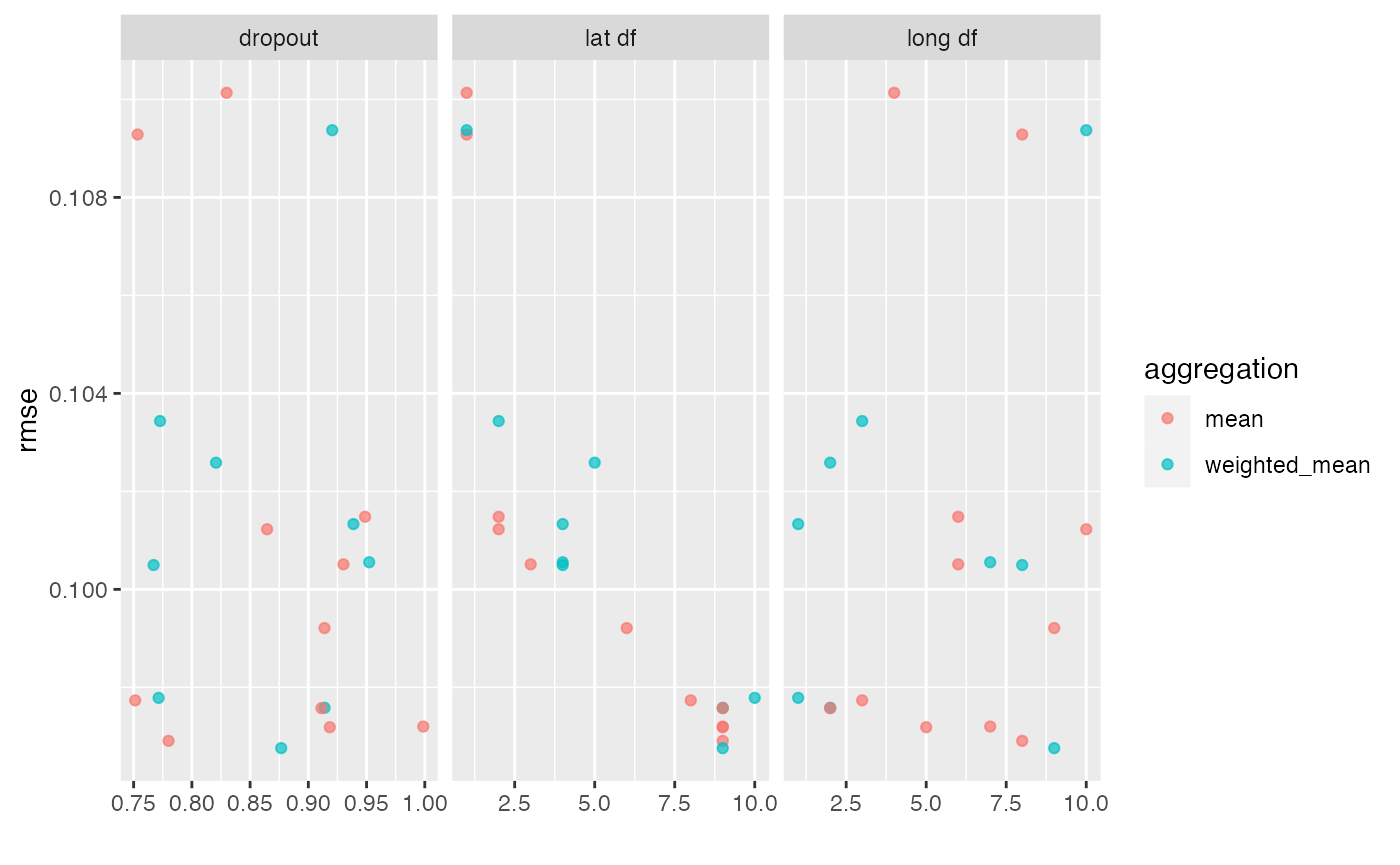 dropout lat df long df
0.108
0.104
0.100
rmse
aggregation
mean
weighted_mean
0.75 0.80 0.85 0.90 0.95 1.00 2.5 5.0 7.5 10.0 2.5 5.0 7.5 10.0